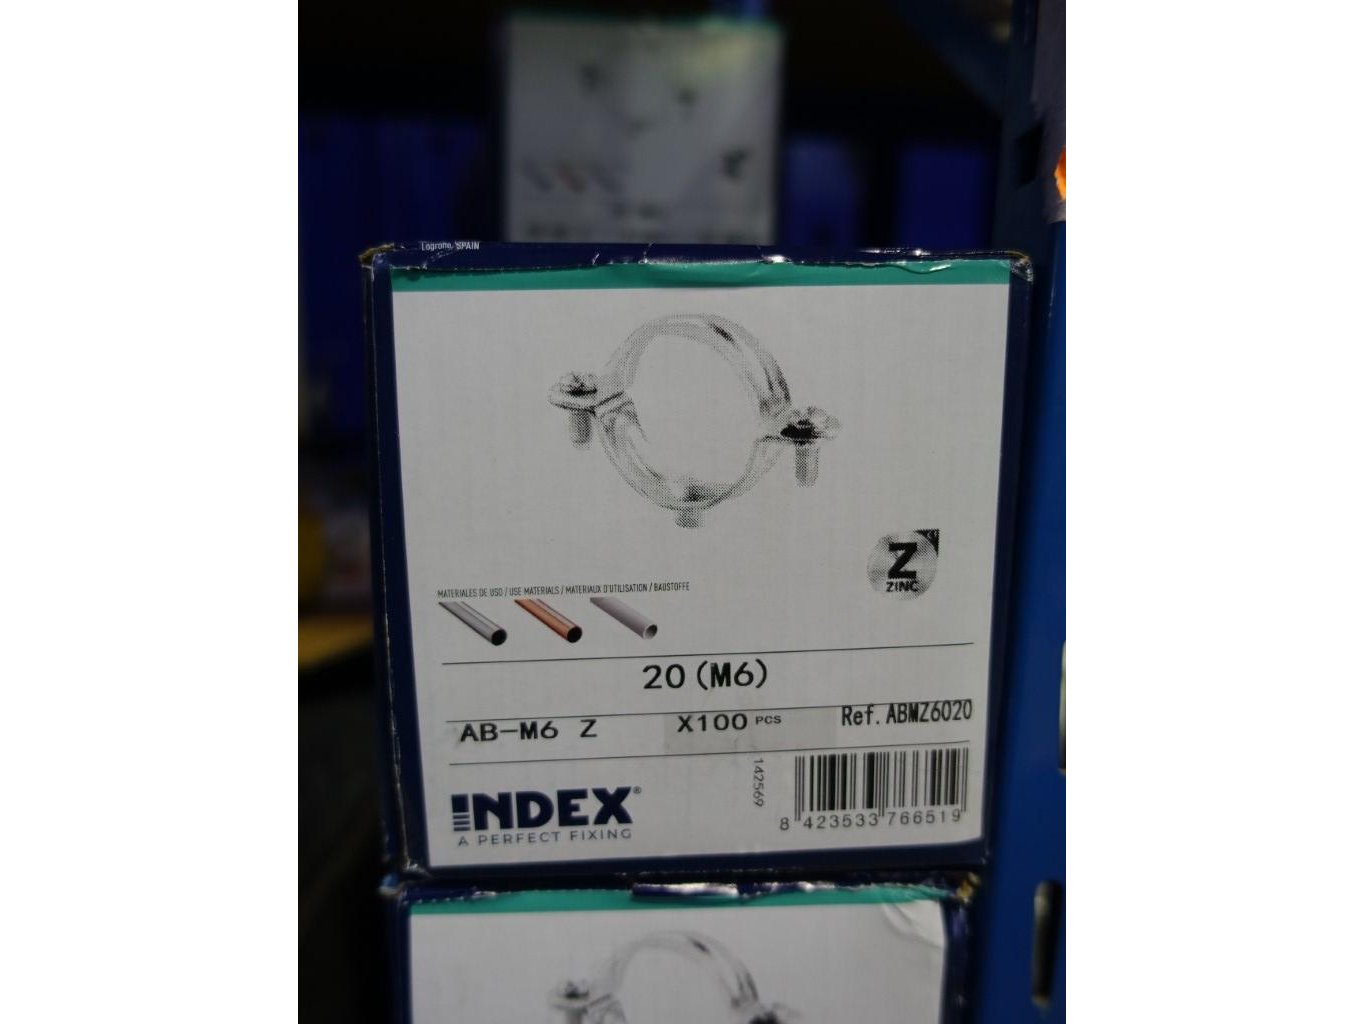 Logroño, SPAIN
Z
ZINC
MATERIALES DE USO / USE MATERIALS / MATERIAUX D'UTILISATION / BAUSTOFFE
20 (M6)
AB-M6 Z X100 PCS Ref. ABMZ6020
142569
INDEX®
A PERFECT FIXING
8 423533 766519